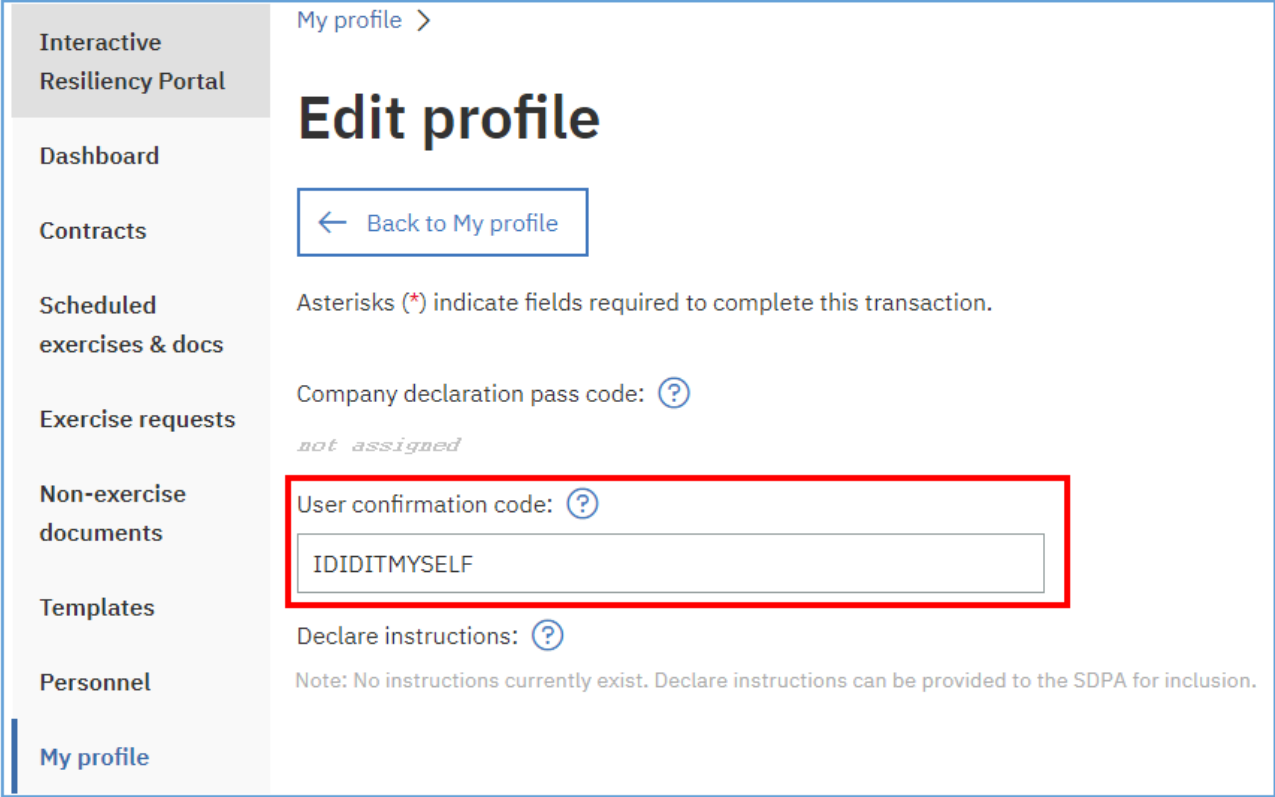 Interactive
Resiliency Portal
Dashboard
Contracts
Scheduled
exercises & docs
Exercise requests
Non-exercise
documents
Templates
Personnel
My profile
My profile >
Edit profile
← Back to My profile
Asterisks (*) indicate fields required to complete this transaction.
Company declaration pass code: ?
not assigned
User confirmation code: ?
IDIDITMYSELF
Declare instructions: ?
Note: No instructions currently exist. Declare instructions can be provided to the SDPA for inclusion.